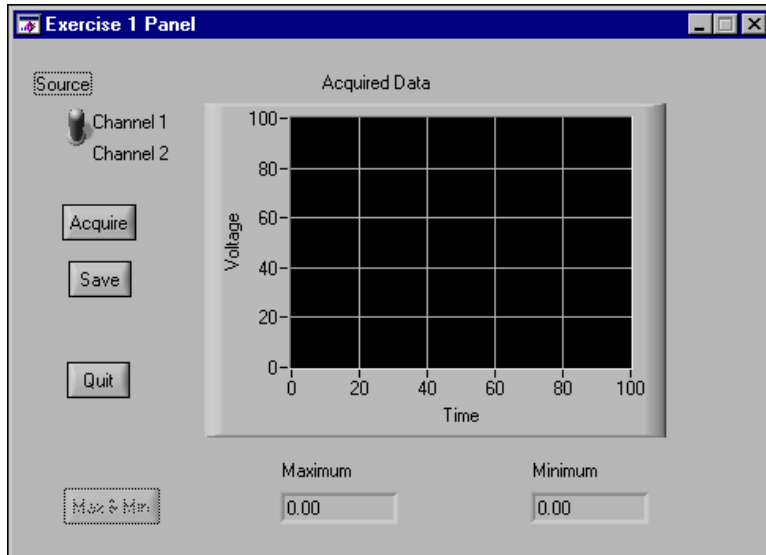 Exercise 1 Panel
Source
Channel 1
Channel 2
Acquire
Save
Quit
Max & Min
Acquired Data
Voltage
100
80
60
40
20
0
0 20 40 60 80 100
Time
Maximum
0.00
Minimum
0.00